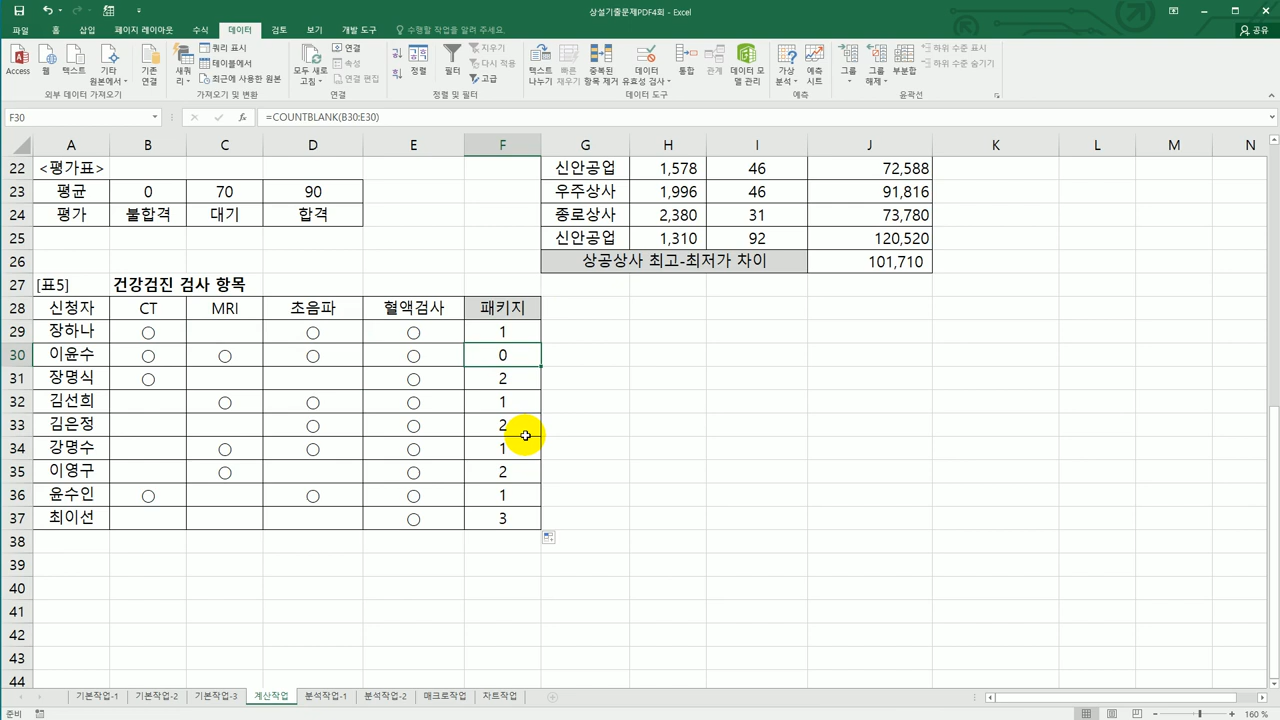 상설기출문제PDF4회 - Excel
파일 홈 삽입 페이지 레이아웃 수식 데이터 검토 보기 개발 도구 수행할 작업을 알려 주세요. 공유
Access 웹 텍스트 기타 원본에서 기존 연결 새 쿼리 쿼리 표시 테이블에서 최근에 사용한 원본 모두 새로 고침 연결 속성 연결 편집 정렬 필터 지우기 다시 적용 고급 텍스트 나누기 빠른 채우기 중복된 항목 제거 데이터 유효성 검사 통합 관계 데이터 모델 관리 가상 분석 예측 시트 그룹 그룹 해제 부분합 하위 수준 표시 하위 수준 숨기기
외부 데이터 가져오기 가져오기 및 변환 연결 정렬 및 필터 데이터 도구 예측 윤곽선
F30 fx =COUNTBLANK(B30:E30)
A B C D E F G H I J K L M N
22 <평가표> 신안공업 1,578 46 72,588
23 평균 0 70 90 우주상사 1,996 46 91,816
24 평가 불합격 대기 합격 종로상사 2,380 31 73,780
25 신안공업 1,310 92 120,520
26 상공상사 최고-최저가 차이 101,710
27 [표5] 건강검진 검사 항목
28 신청자 CT MRI 초음파 혈액검사 패키지
29 장하나 ○ ○ ○ 1
30 이윤수 ○ ○ ○ ○ 0
31 장명식 ○ ○ 2
32 김선희 ○ ○ ○ 1
33 김은정 ○ ○ 2
34 강명수 ○ ○ ○ 1
35 이영구 ○ ○ 2
36 윤수인 ○ ○ ○ 1
37 최이선 ○ 3
38
39
40
41
42
43
44
기본작업-1 기본작업-2 기본작업-3 계산작업 분석작업-1 분석작업-2 매크로작업 차트작업
준비 160 %